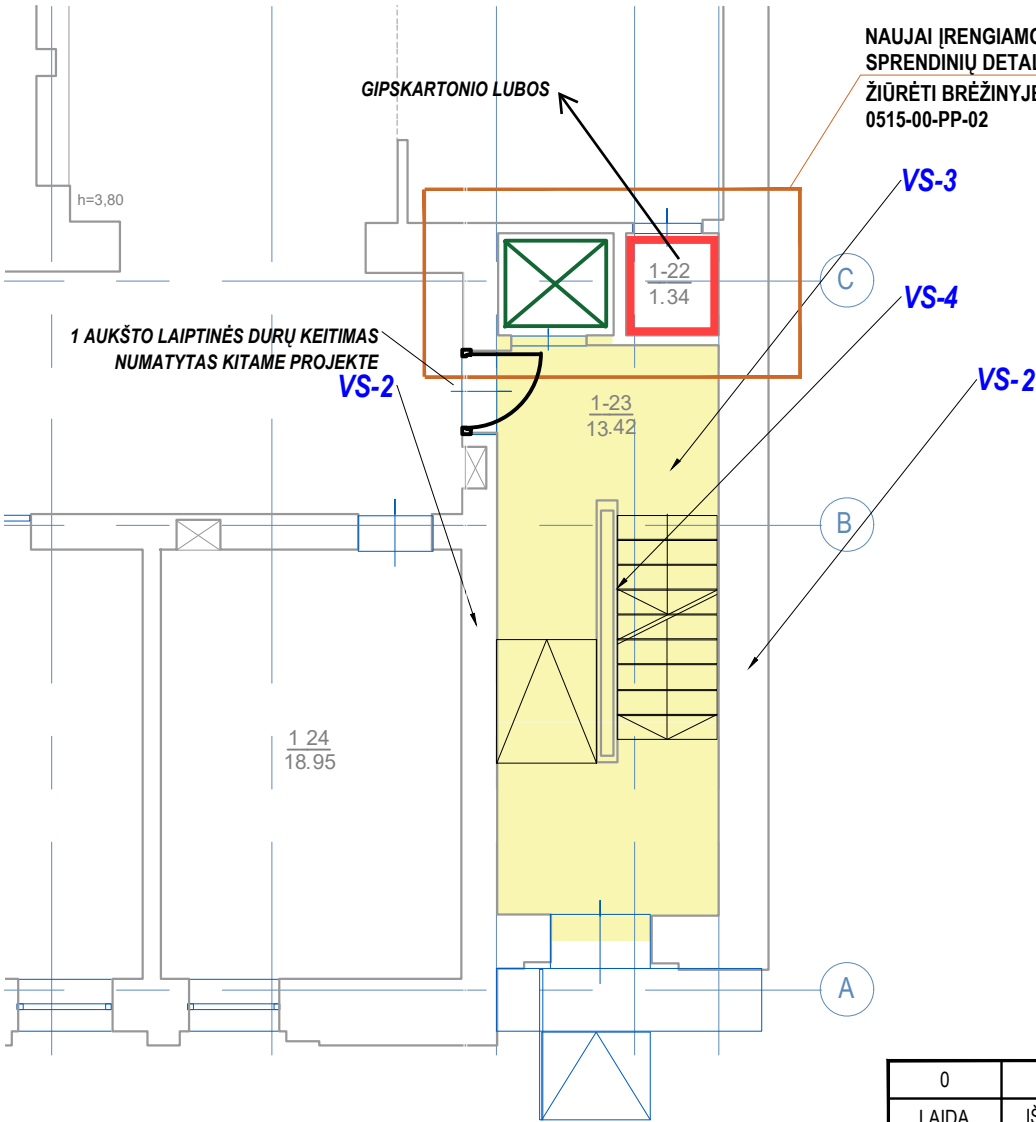 NAUJAI ĮRENGIAMO
SPRENDINIŲ DETAL
ŽIŪRĖTI BRĖŽINYJE
0515-00-PP-02
GIPSKARTONIO LUBOS
VS-3
h=3,80
1-22
1.34
C
VS-4
1 AUKŠTO LAIPTINĖS DURŲ KEITIMAS
NUMATYTAS KITAME PROJEKTE
VS-2
VS-2
1-23
13.42
B
1 24
18.95
A
0
LAIDA
IŠ